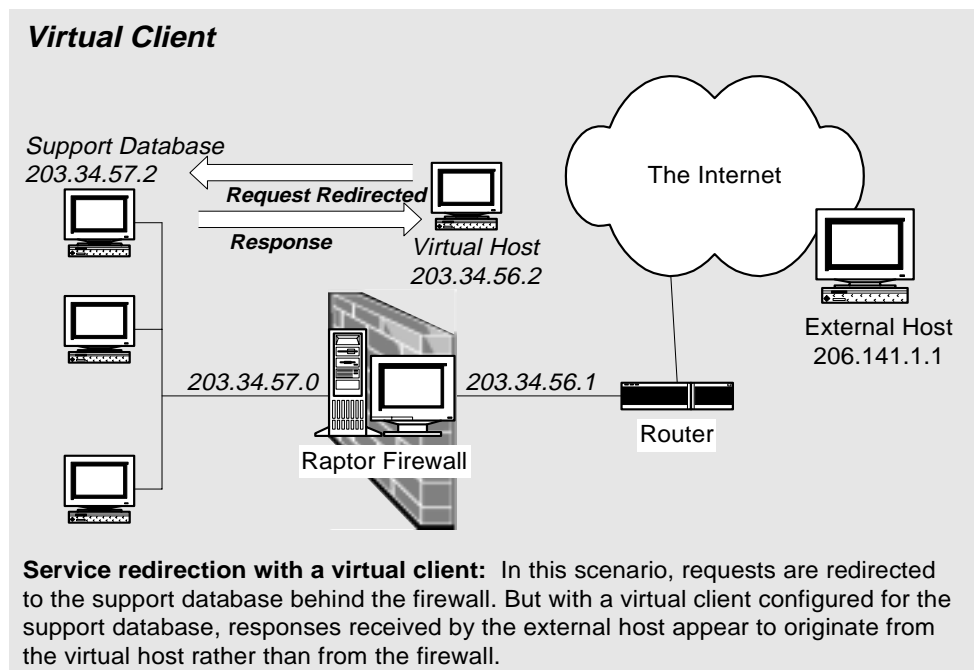 Virtual Client
Support Database
203.34.57.2
Request Redirected
Response
Virtual Host
203.34.56.2
The Internet
External Host
206.141.1.1
203.34.57.0
203.34.56.1
Raptor Firewall
Router
Service redirection with a virtual client: In this scenario, requests are redirected
to the support database behind the firewall. But with a virtual client configured for the
support database, responses received by the external host appear to originate from
the virtual host rather than from the firewall.